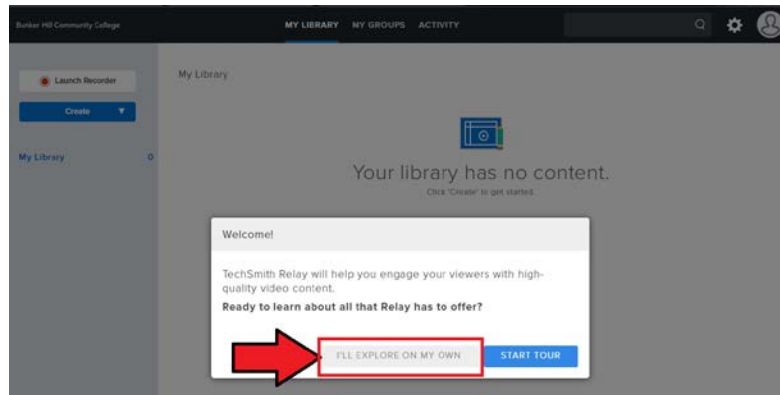 Bunker Hill Community College
MY LIBRARY MY GROUPS ACTIVITY
Launch Recorder
Create
My Library 0
My Library
Your library has no content.
Click 'Create' to get started.
Welcome!
TechSmith Relay will help you engage your viewers with high-
quality video content.
Ready to learn about all that Relay has to offer?
I'LL EXPLORE ON MY OWN START TOUR